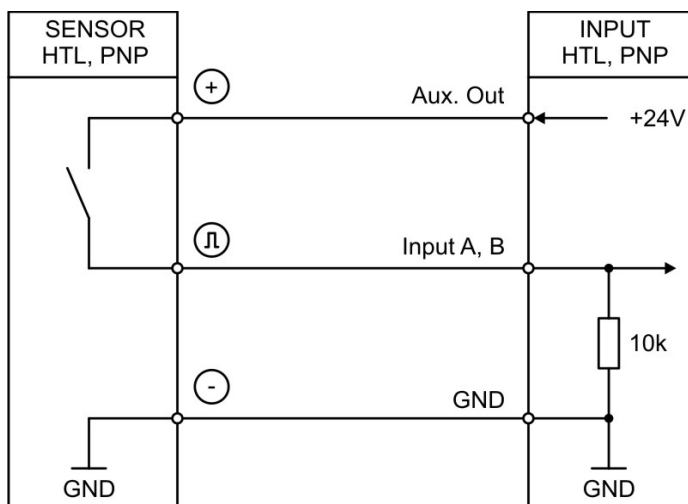 SENSOR
HTL, PNP
INPUT
HTL, PNP
+
Aux. Out
+24V
Input A, B
10k
-
GND
GND
GND